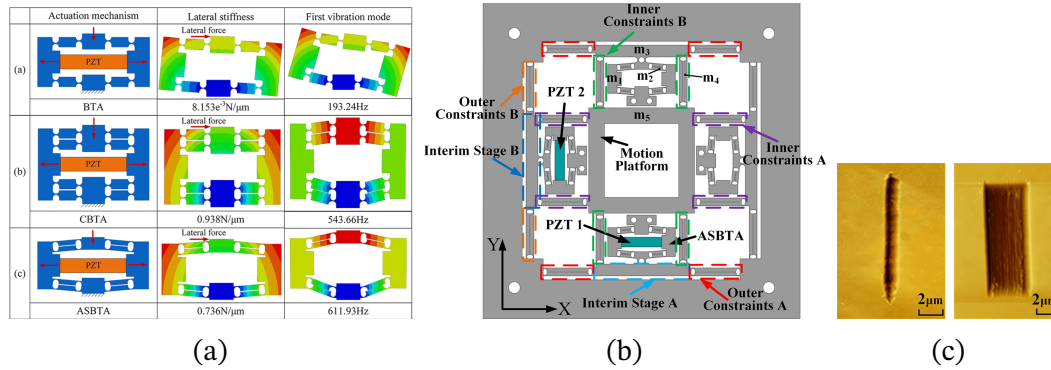 Actuation mechanism Lateral stiffness First vibration mode
(a) PZT Lateral force
BTA 8.153e⁻³N/μm 193.24Hz
(b) PZT Lateral force
CBTA 0.938N/μm 543.66Hz
(c) PZT Lateral force
ASBTA 0.736N/μm 611.93Hz
(a)
Inner
Constraints B
m₃
m₁ m₂ m₄
PZT 2
Outer
Constraints B
m₅
Interim Stage B
Motion
Platform
Inner
Constraints A
PZT 1
ASBTA
Y
X
Interim Stage A
Outer
Constraints A
(b)
2μm 2μm
(c)